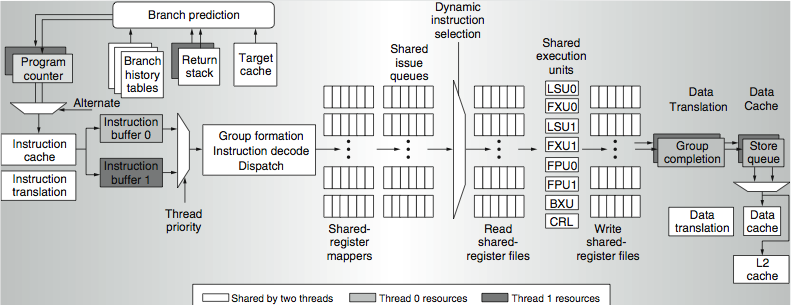 Branch prediction
Program
counter
Branch
history
tables
Return
stack
Target
cache
Alternate
Instruction
cache
Instruction
translation
Instruction
buffer 0
Instruction
buffer 1
Thread
priority
Group formation
Instruction decode
Dispatch
Shared-
register
mappers
Shared
issue
queues
Dynamic
instruction
selection
Read
shared-
register files
Shared
execution
units
LSU0
FXU0
LSU1
FXU1
FPU0
FPU1
BXU
CRL
Write
shared-
register files
Data
Translation
Group
completion
Data
Cache
Store
queue
Data
translation
Data
cache
L2
cache
Shared by two threads
Thread 0 resources
Thread 1 resources